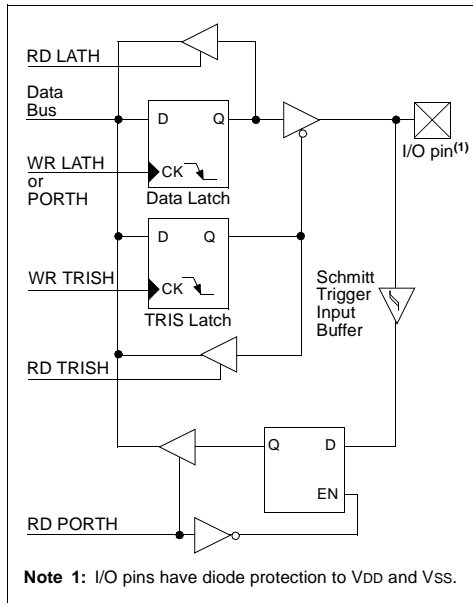 RD LATH
Data
Bus
D Q
I/O pin(1)
WR LATH
or
PORTH
CK
Data Latch
D Q
WR TRISH
CK
TRIS Latch
Schmitt
Trigger
Input
Buffer
RD TRISH
Q D
EN
RD PORTH
Note 1: I/O pins have diode protection to VDD and VSS.